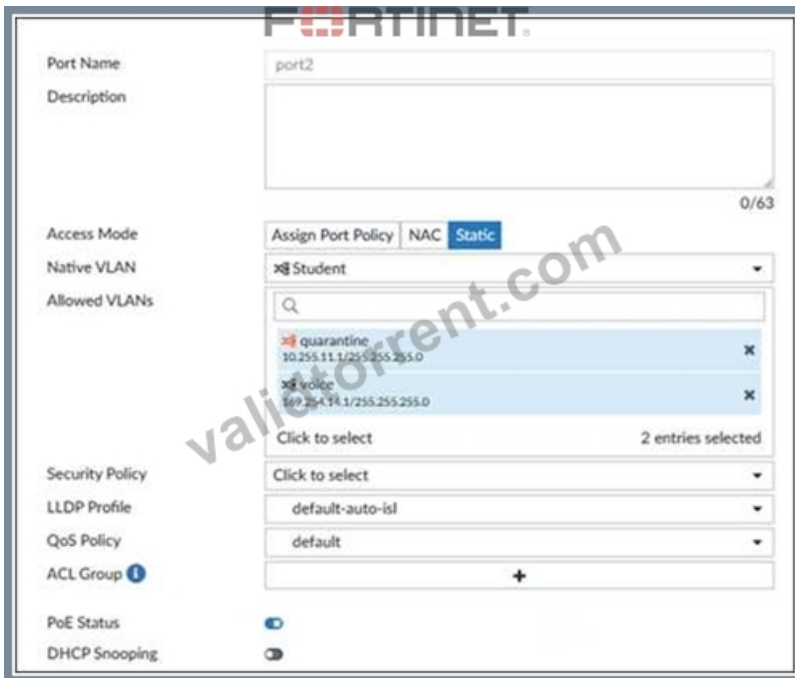 FORTINET
Port Name port2
Description
0/63
Access Mode Assign Port Policy NAC Static
Native VLAN Student
Allowed VLANs
quarantine
10.255.11.1/255.255.255.0
voice
169.254.14.1/255.255.255.0
Click to select 2 entries selected
Security Policy Click to select
LLDP Profile default-auto-isl
QoS Policy default
ACL Group
PoE Status
DHCP Snooping
validtorrent.com